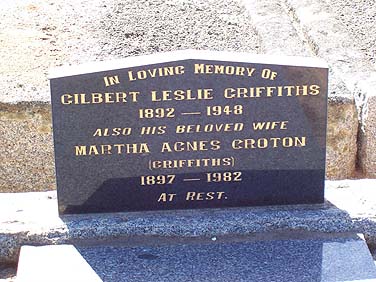 IN LOVING MEMORY OF
GILBERT LESLIE GRIFFITHS
1892 — 1948
ALSO HIS BELOVED WIFE
MARTHA AGNES CROTON
(GRIFFITHS)
1897 — 1982
AT REST.